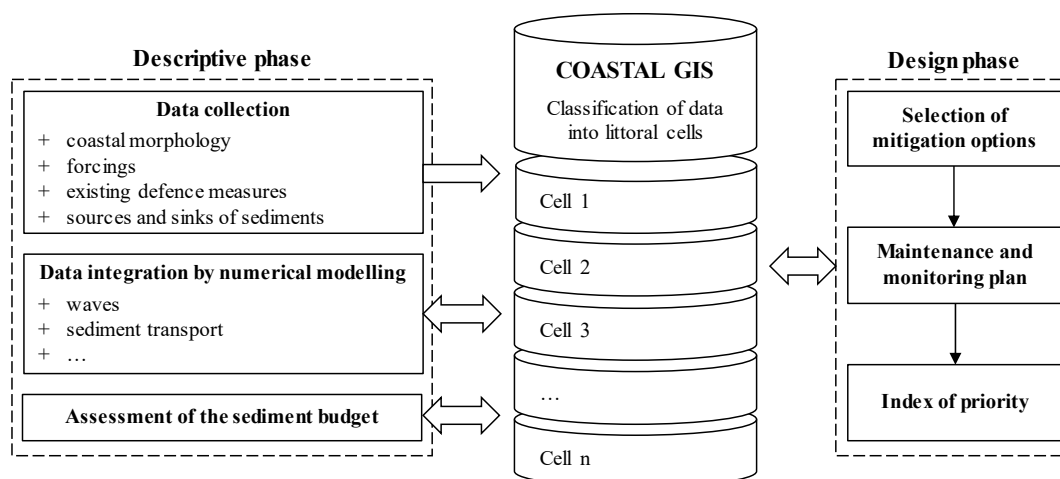 Descriptive phase
Data collection
+ coastal morphology
+ forcings
+ existing defence measures
+ sources and sinks of sediments
Data integration by numerical modelling
+ waves
+ sediment transport
+ …
Assessment of the sediment budget
COASTAL GIS
Classification of data
into littoral cells
Cell 1
Cell 2
Cell 3
…
Cell n
Design phase
Selection of
mitigation options
Maintenance and
monitoring plan
Index of priority